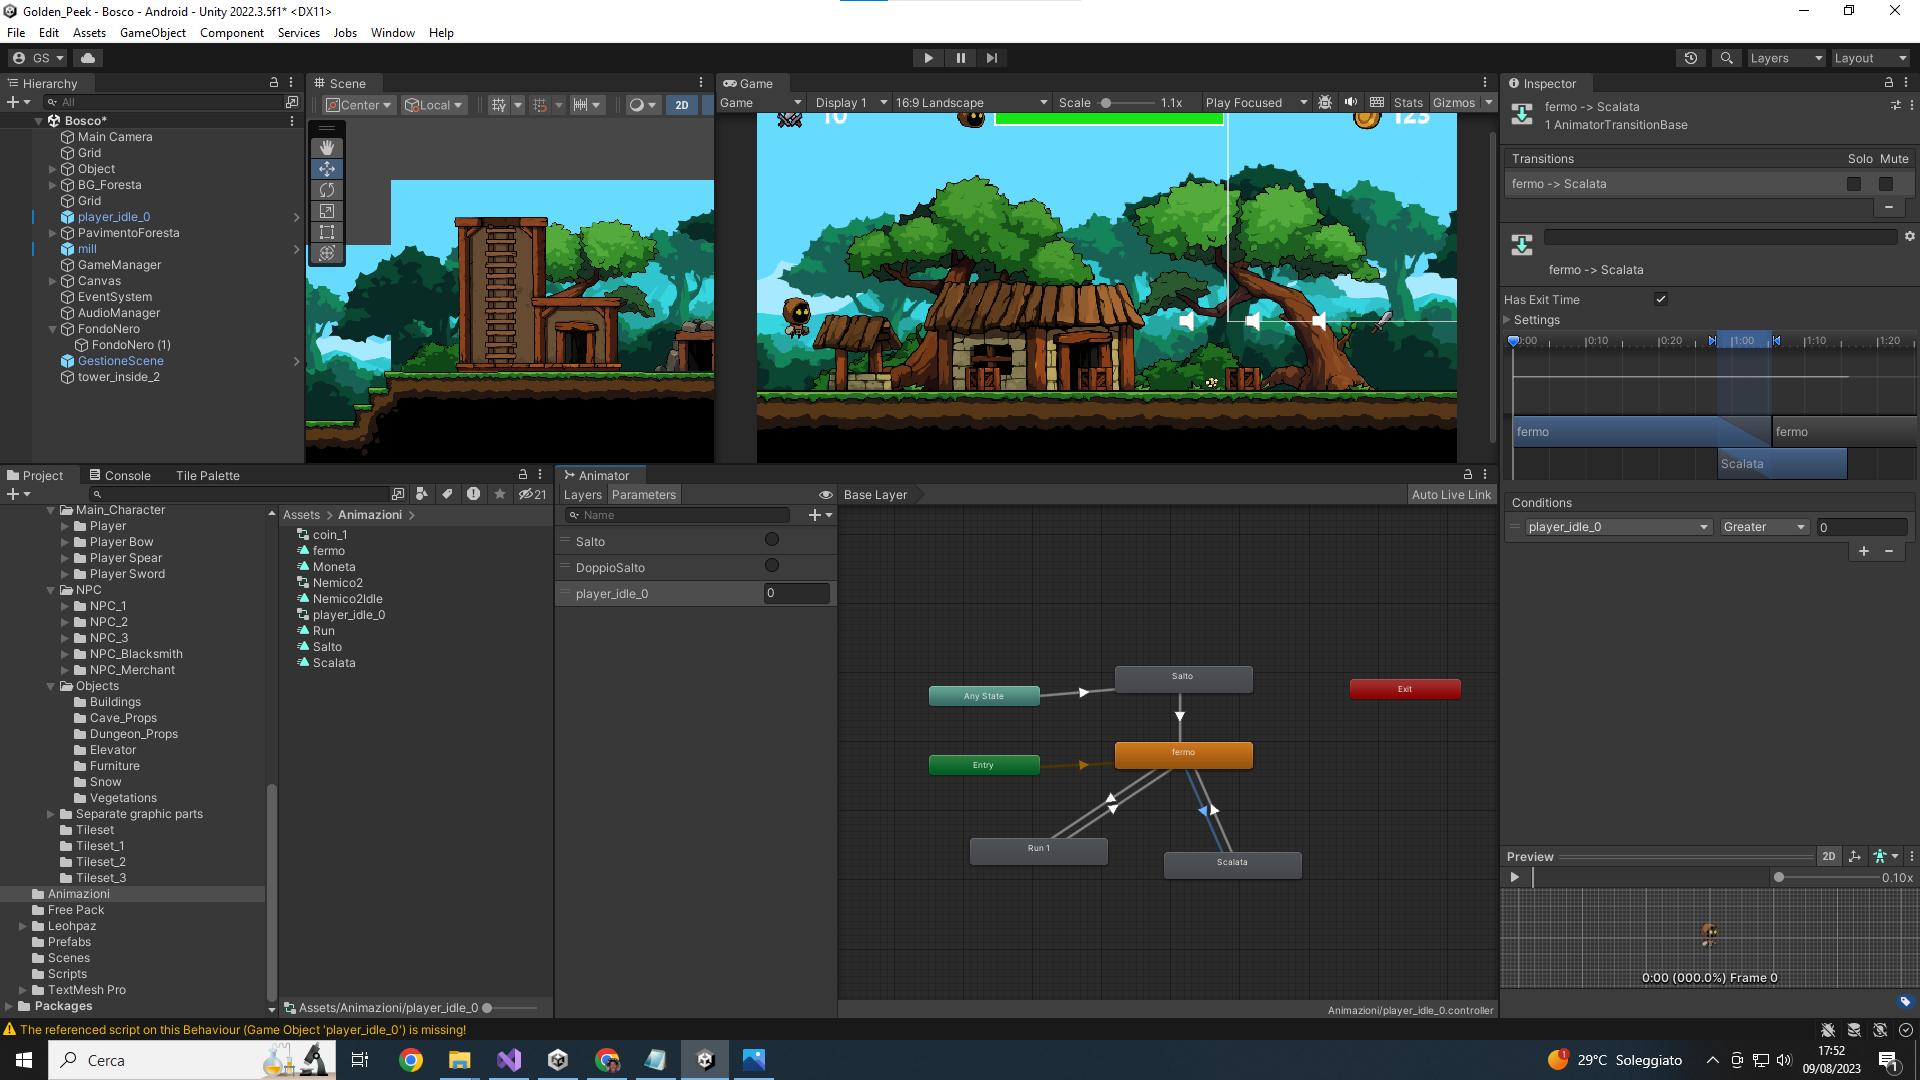 Golden_Peek - Bosco - Android - Unity 2022.3.5f1* <DX11>
File Edit Assets GameObject Component Services Jobs Window Help
GS
Layers
Layout
Hierarchy
All
Bosco*
Main Camera
Grid
Object
BG_Foresta
Grid
player_idle_0
PavimentoForesta
mill
GameManager
Canvas
EventSystem
AudioManager
FondoNero
FondoNero (1)
GestioneScene
tower_inside_2
Scene
Center
Local
2D
Game
Game
Display 1
16:9 Landscape
Scale
1.1x
Play Focused
Stats
Gizmos
10
123
Inspector
fermo -> Scalata
1 AnimatorTransitionBase
Transitions
Solo Mute
fermo -> Scalata
fermo -> Scalata
Has Exit Time
Settings
0:00 0:10 0:20 1:00 1:10 1:20
fermo
fermo
Scalata
Conditions
player_idle_0
Greater
0
Preview
2D
0.10x
0:00 (000.0%) Frame 0
Project
Console
Tile Palette
21
Main_Character
Player
Player Bow
Player Spear
Player Sword
NPC
NPC_1
NPC_2
NPC_3
NPC_Blacksmith
NPC_Merchant
Objects
Buildings
Cave_Props
Dungeon_Props
Elevator
Furniture
Snow
Vegetations
Separate graphic parts
Tileset
Tileset_1
Tileset_2
Tileset_3
Animazioni
Free Pack
Leohpaz
Prefabs
Scenes
Scripts
TextMesh Pro
Packages
Assets > Animazioni >
coin_1
fermo
Moneta
Nemico2
Nemico2Idle
player_idle_0
Run
Salto
Scalata
Assets/Animazioni/player_idle_0
Animator
Layers
Parameters
Base Layer
Auto Live Link
Name
Salto
DoppioSalto
player_idle_0
0
Salto
Any State
Exit
fermo
Entry
Run 1
Scalata
Animazioni/player_idle_0.controller
The referenced script on this Behaviour (Game Object 'player_idle_0') is missing!
Cerca
1
29°C Soleggiato
17:52
09/08/2023
1